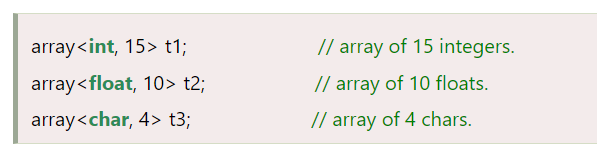 array<int, 15> t1; // array of 15 integers.
array<float, 10> t2; // array of 10 floats.
array<char, 4> t3; // array of 4 chars.